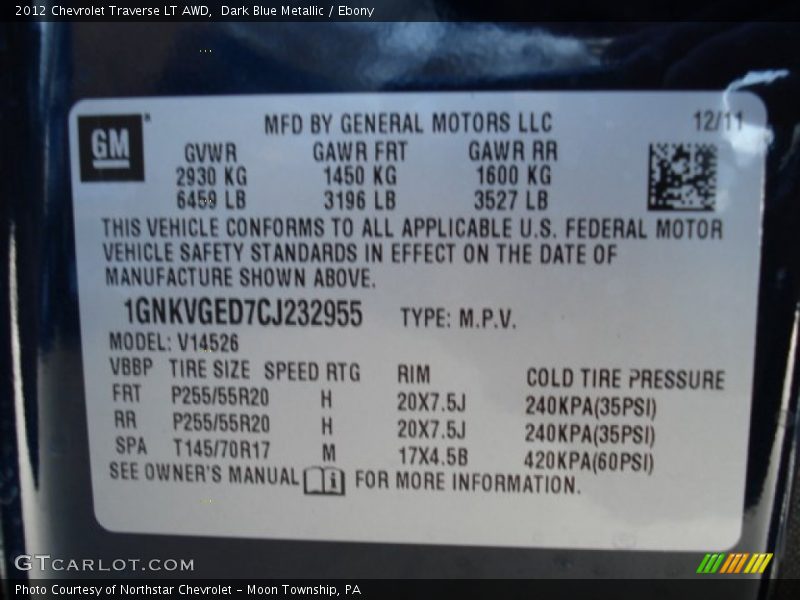 2012 Chevrolet Traverse LT AWD,  Dark Blue Metallic / Ebony
GM
MFD BY GENERAL MOTORS LLC 12/11
GVWR GAWR FRT GAWR RR
2930 KG 1450 KG 1600 KG
6459 LB 3196 LB 3527 LB
THIS VEHICLE CONFORMS TO ALL APPLICABLE U.S. FEDERAL MOTOR
VEHICLE SAFETY STANDARDS IN EFFECT ON THE DATE OF
MANUFACTURE SHOWN ABOVE.
1GNKVGED7CJ232955 TYPE: M.P.V.
MODEL: V14526
VBBP TIRE SIZE SPEED RTG RIM COLD TIRE PRESSURE
FRT P255/55R20 H 20X7.5J 240KPA(35PSI)
RR P255/55R20 H 20X7.5J 240KPA(35PSI)
SPA T145/70R17 M 17X4.5B 420KPA(60PSI)
SEE OWNER'S MANUAL i FOR MORE INFORMATION.
GTCARLOT.COM
Photo Courtesy of Northstar Chevrolet - Moon Township, PA